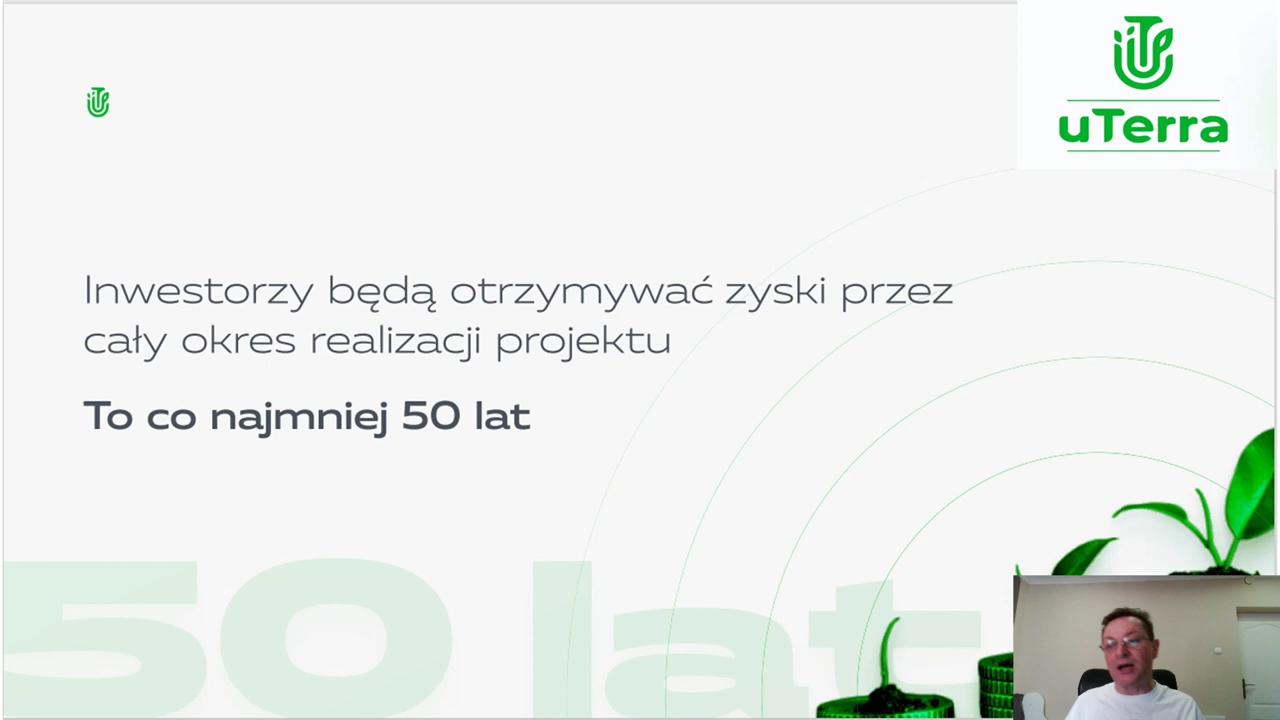 uTerra
Inwestorzy będą otrzymywać zyski przez
cały okres realizacji projektu
To co najmniej 50 lat
50 lat